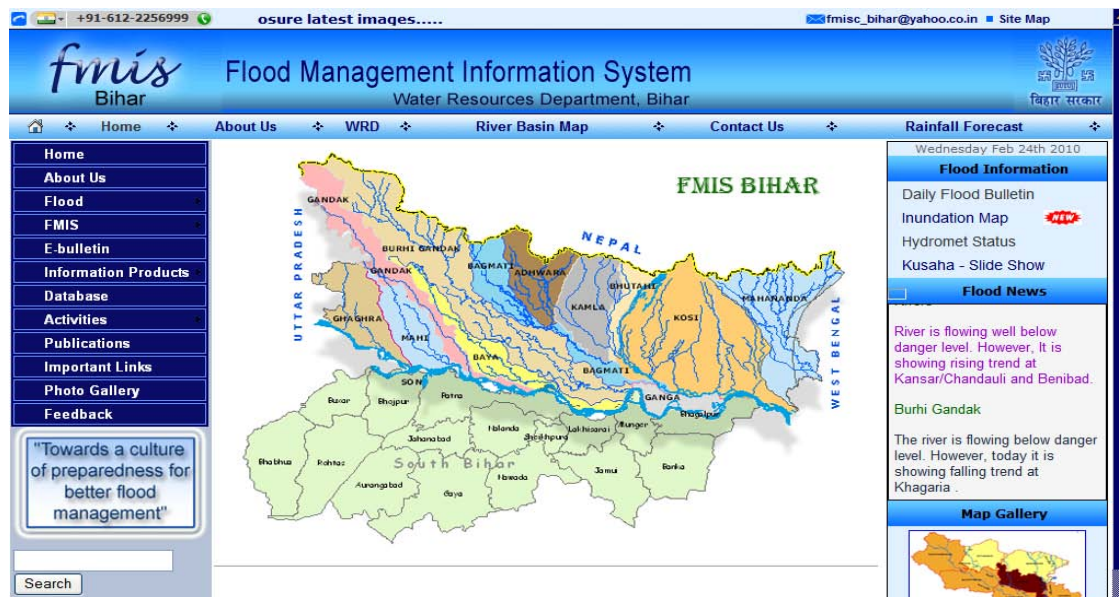 +91-612-2256999
osure latest images.....
fmisc_bihar@yahoo.co.in
Site Map
fmis
Bihar
Flood Management Information System
Water Resources Department, Bihar
बिहार सरकार
Home
About Us
WRD
River Basin Map
Contact Us
Rainfall Forecast
Home
About Us
Flood
FMIS
E-bulletin
Information Products
Database
Activities
Publications
Important Links
Photo Gallery
Feedback
"Towards a culture
of preparedness for
better flood
management"
Search
FMIS BIHAR
UTTAR PRADESH
NEPAL
WEST BENGAL
GANDAK
BURHI GANDAK
GANDAK
BAGMATI
ADHWARA
BHUTAHI
KAMLA
KOSI
MAHANANDA
GHAGHRA
MAHI
BAYA
BAGMATI
SON
GANGA
Buxar
Bhojpur
Patna
Nalanda
Lakhisarai
Munger
Bhagalpur
Jahanabad
Sheikhpura
Bhabhua
Rohtas
South Bihar
Jamui
Banka
Aurangabad
Gaya
Nawada
Wednesday Feb 24th 2010
Flood Information
Daily Flood Bulletin
Inundation Map
NEW
Hydromet Status
Kusaha - Slide Show
Flood News
River is flowing well below
danger level. However, It is
showing rising trend at
Kansar/Chandauli and Benibad.
Burhi Gandak
The river is flowing below danger
level. However, today it is
showing falling trend at
Khagaria .
Map Gallery